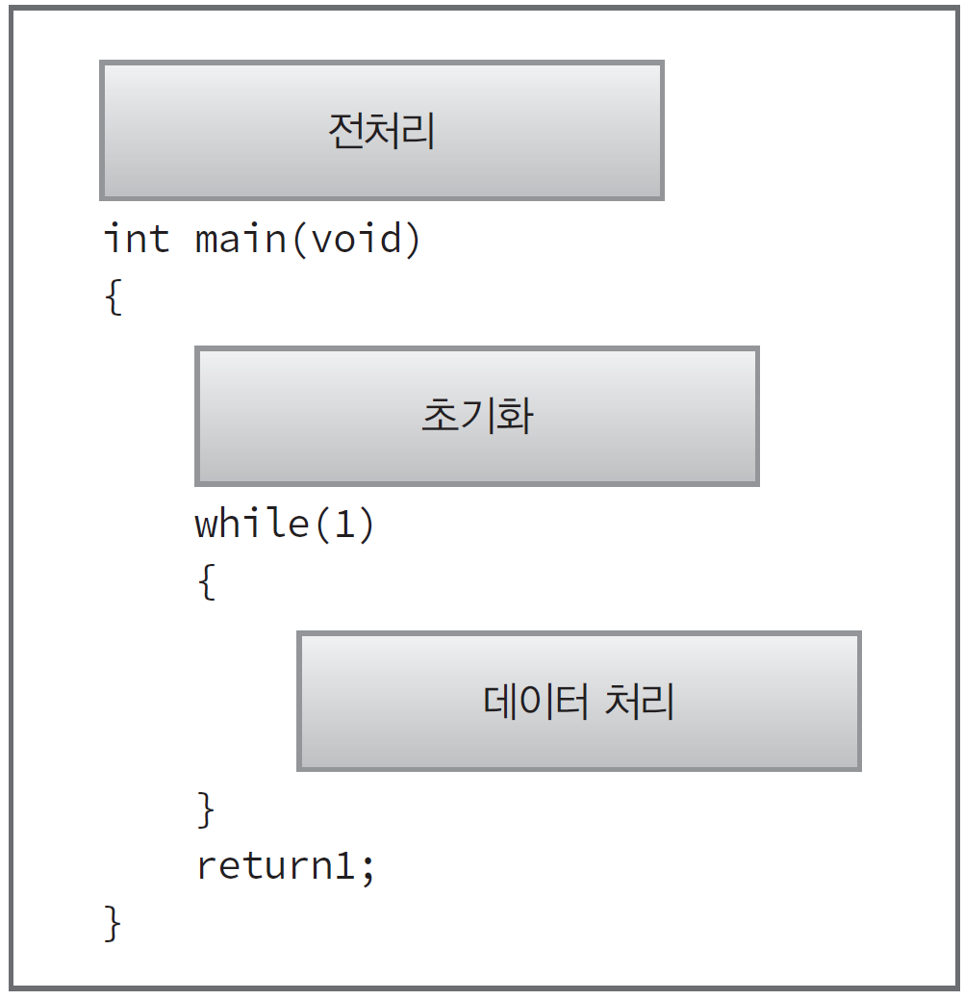 전처리
int main(void)
{
초기화
while(1)
{
데이터 처리
}
return1;
}